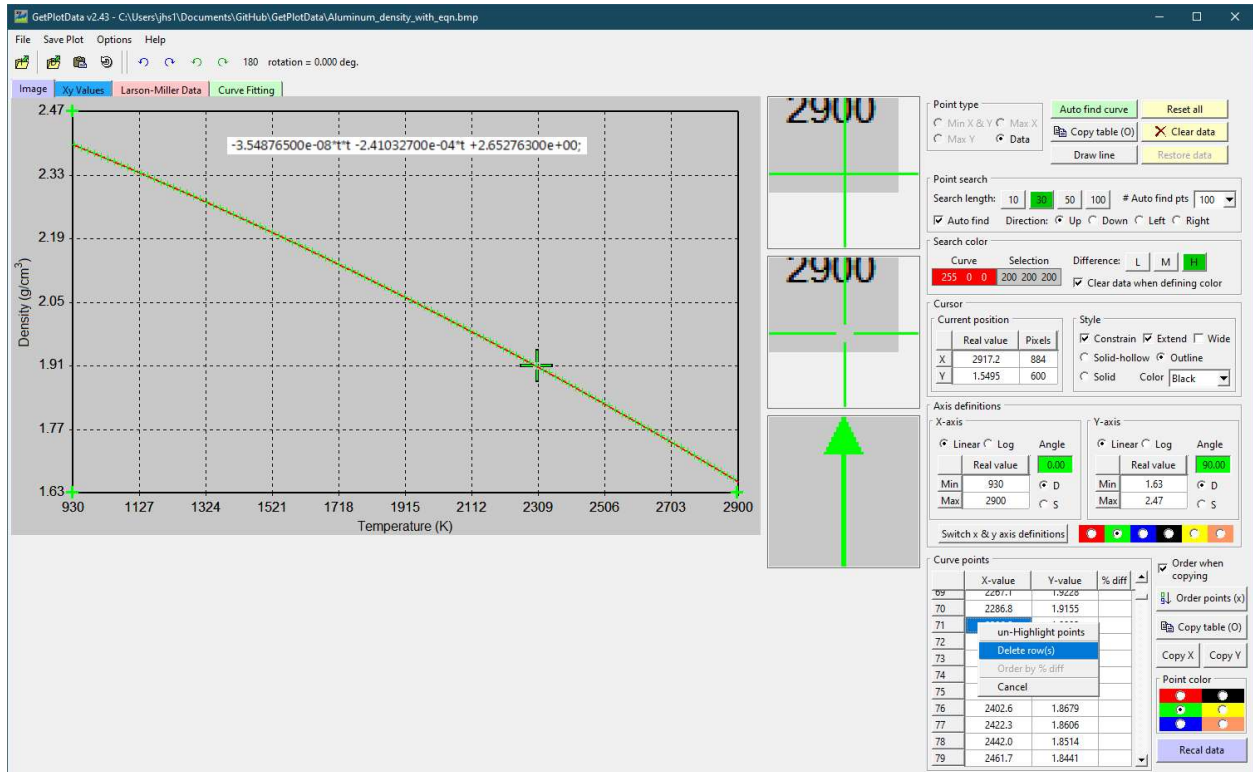 GetPlotData v2.43 - C:\Users\jhs1\Documents\GitHub\GetPlotData\Aluminum_density_with_eqn.bmp
File Save Plot Options Help
180 rotation = 0.000 deg.
Image Xy Values Larson-Miller Data Curve Fitting
2.47
2.33
2.19
2.05
1.91
1.77
1.63
Density (g/cm3)
-3.54876500e-08*t*t -2.41032700e-04*t +2.65276300e+00;
930 1127 1324 1521 1718 1915 2112 2309 2506 2703 2900
Temperature (K)
2900
2900
Point type
Min X & Y Max X
Max Y Data
Auto find curve Reset all
Copy table (O) Clear data
Draw line Restore data
Point search
Search length: 10 30 50 100 # Auto find pts 100
Auto find Direction: Up Down Left Right
Search color
Curve Selection Difference: L M H
255 0 0 200 200 200 Clear data when defining color
Cursor
Current position
Real value Pixels
X 2917.2 884
Y 1.5495 600
Style
Constrain Extend Wide
Solid-hollow Outline
Solid Color Black
Axis definitions
X-axis
Linear Log Angle
Real value 0.00
Min 930 D
Max 2900 S
Y-axis
Linear Log Angle
Real value 90.00
Min 1.63 D
Max 2.47 S
Switch x & y axis definitions
Curve points
X-value Y-value % diff
69 2267.1 1.9228
70 2286.8 1.9155
71
72
73
74
75
76 2402.6 1.8679
77 2422.3 1.8606
78 2442.0 1.8514
79 2461.7 1.8441
un-Highlight points
Delete row(s)
Order by % diff
Cancel
Order when
copying
Order points (x)
Copy table (O)
Copy X Copy Y
Point color
Recal data